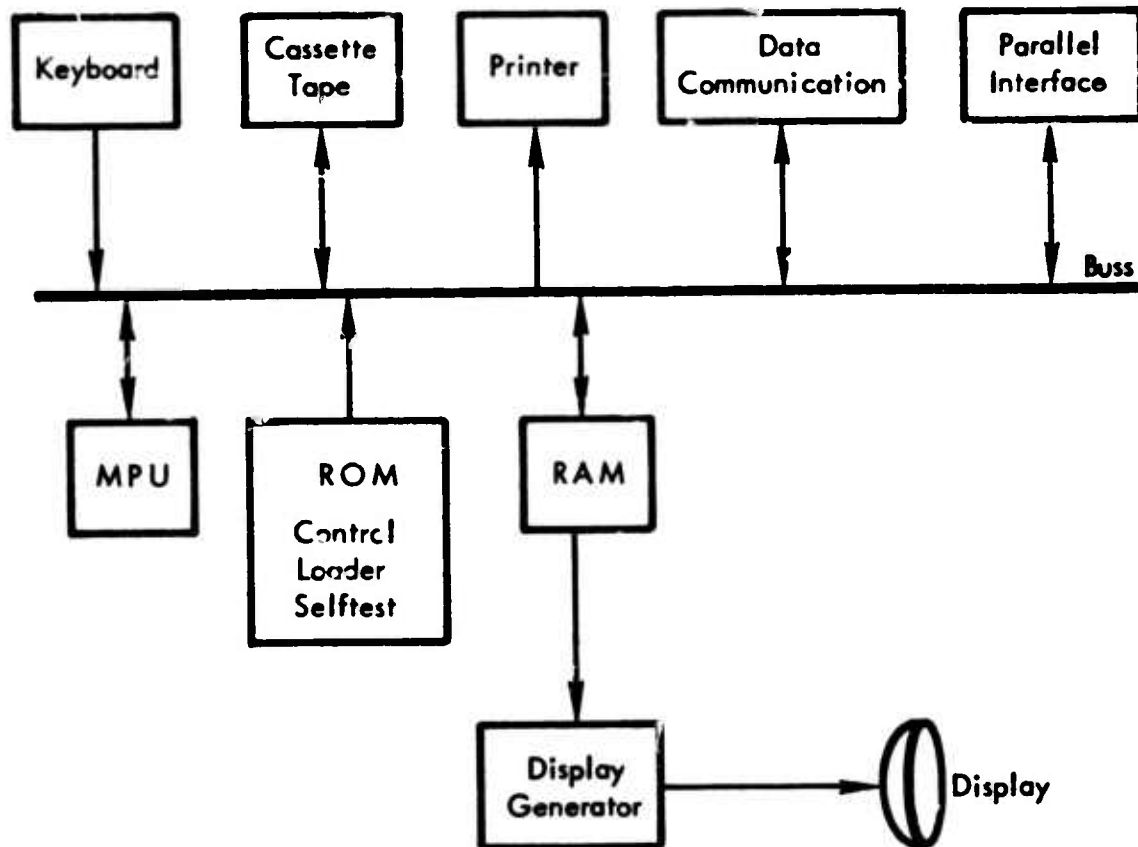 Keyboard
Cassette
Tape
Printer
Data
Communication
Parallel
Interface
Buss
MPU
ROM
Control
Loader
Selftest
RAM
Display
Generator
Display